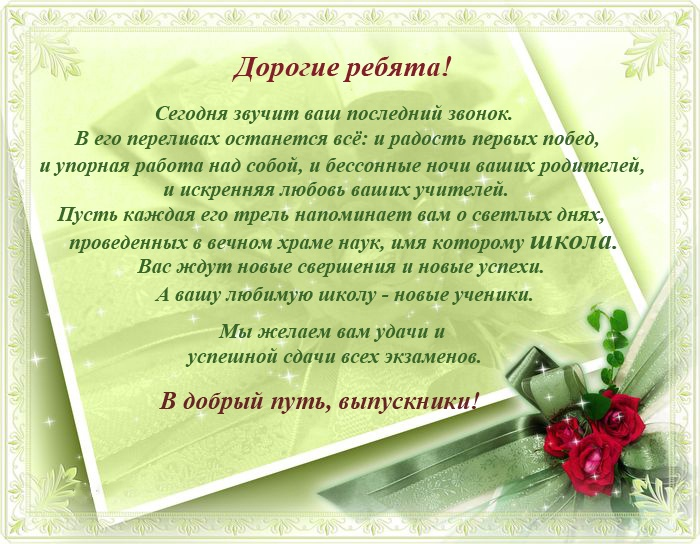 Дорогие ребята!
Сегодня звучит ваш последний звонок.
В его переливах останется всё: и радость первых побед,
и упорная работа над собой, и бессонные ночи ваших родителей,
и искренняя любовь ваших учителей.
Пусть каждая его трель напоминает вам о светлых днях,
проведенных в вечном храме наук, имя которому школа.
Вас ждут новые свершения и новые успехи.
А вашу любимую школу - новые ученики.
Мы желаем вам удачи и
успешной сдачи всех экзаменов.
В добрый путь, выпускники!